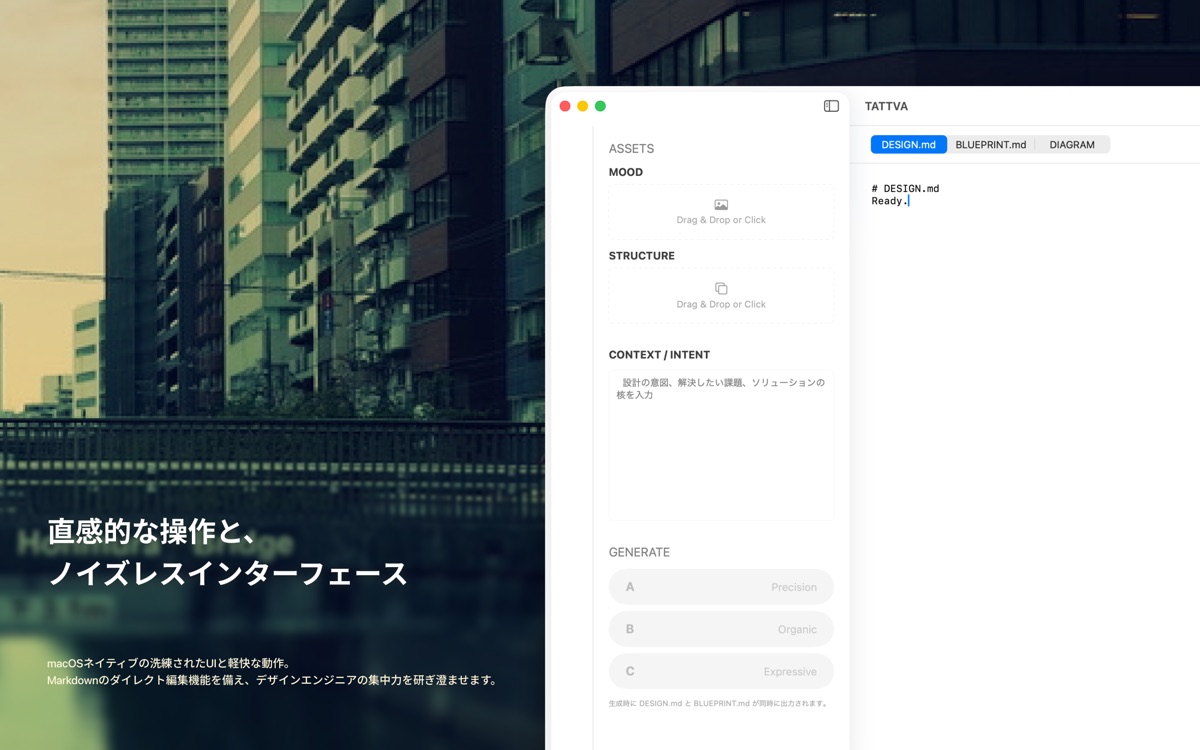 TATTVA
ASSETS
MOOD
Drag & Drop or Click
STRUCTURE
Drag & Drop or Click
CONTEXT / INTENT
設計の意図、解決したい課題、ソリューションの
核を入力
GENERATE
A Precision
B Organic
C Expressive
生成時に DESIGN.md と BLUEPRINT.md が同時に出力されます。
DESIGN.md BLUEPRINT.md DIAGRAM
# DESIGN.md
Ready.
直感的な操作と、
ノイズレスインターフェース
macOSネイティブの洗練されたUIと軽快な動作。
Markdownのダイレクト編集機能を備え、デザインエンジニアの集中力を研ぎ澄ませます。